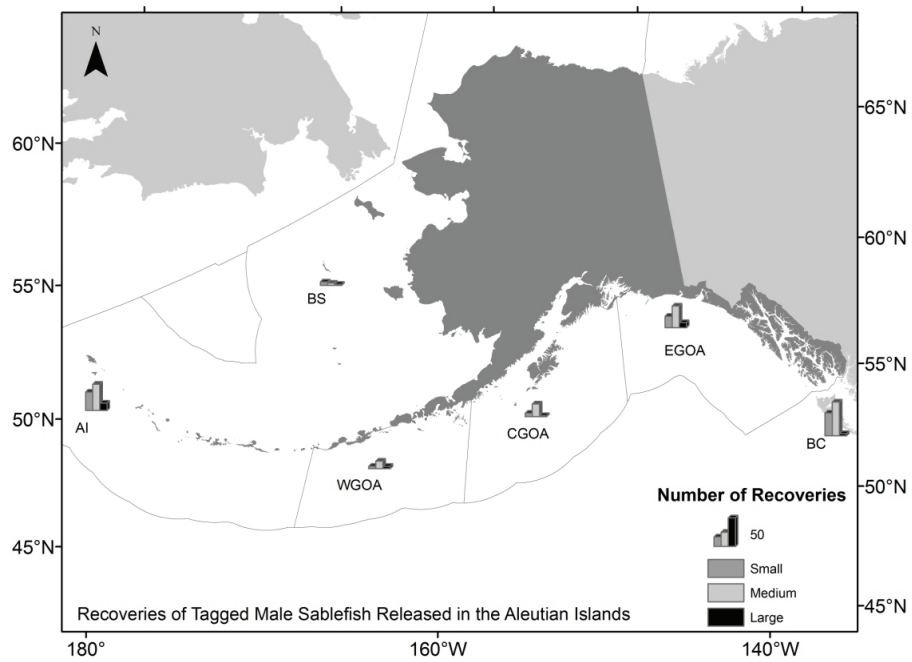 N
60°N
65°N
60°N
55°N
BS
EGOA
55°N
50°N
AI
CGOA
BC
WGOA
50°N
Number of Recoveries
50
45°N
Small
Medium
Large
45°N
Recoveries of Tagged Male Sablefish Released in the Aleutian Islands
180°
160°W
140°W